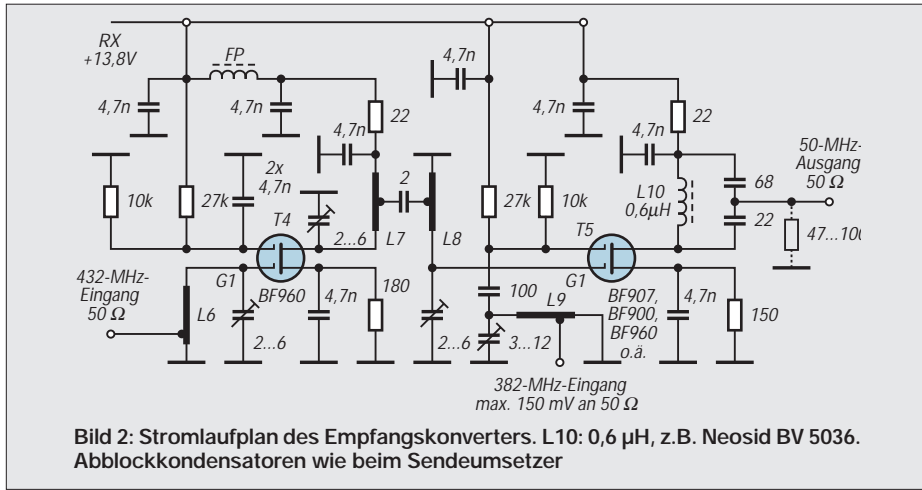 RX
+13,8V
FP
4,7n
4,7n
4,7n
22
4,7n
10k
27k
2x
4,7n
T4
2...6
L7
2
L8
G1
BF960
432-MHz-
Eingang
50 Ω
L6
2...6
4,7n
180
4,7n
4,7n
22
4,7n
27k
10k
T5
L10
0,6µH
68
22
50-MHz-
Ausgang
50 Ω
47...100
G1
BF907,
BF900,
BF960
o.ä.
4,7n
150
100
L9
2...6
3...12
382-MHz-Eingang
max. 150 mV an 50 Ω
Bild 2: Stromlaufplan des Empfangskonverters. L10: 0,6 µH, z.B. Neosid BV 5036.
Abblockkondensatoren wie beim Sendeumsetzer